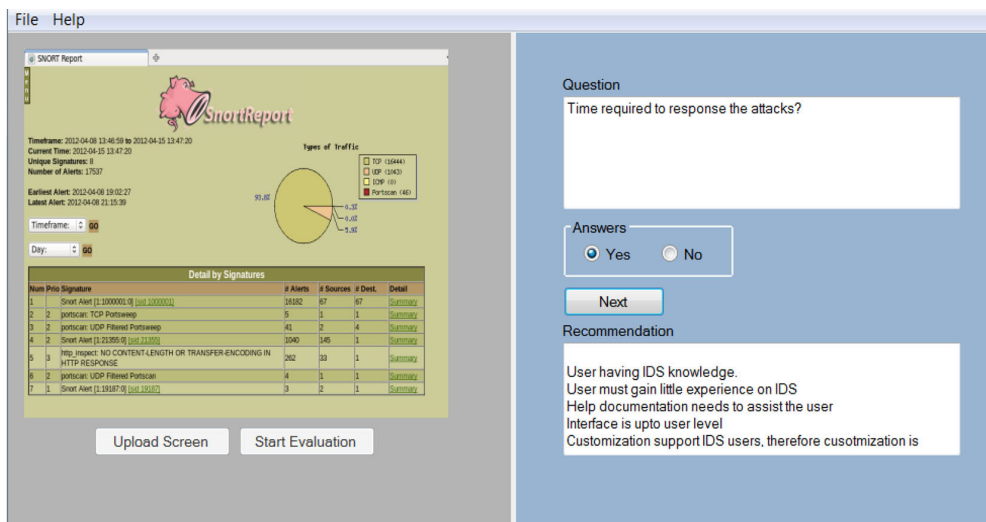 File Help
SNORT Report
MENU
SnortReport
Timeframe: 2012-04-08 13:46:59 to 2012-04-15 13:47:20
Current Time: 2012-04-15 13:47:20
Unique Signatures: 8
Number of Alerts: 17537
Earliest Alert: 2012-04-08 19:02:27
Latest Alert: 2012-04-08 21:15:39
Timeframe: GO
Day: GO
Types of Traffic
TCP (16444)
UDP (1043)
ICMP (0)
Portscan (46)
93.8%
0.3%
0.0%
5.9%
Detail by Signatures
Num Prio Signature # Alerts # Sources # Dest. Detail
1 Snort Alert [1:1000001:0] [sid 1000001] 16182 67 67 Summary
2 2 portscan: TCP Portsweep 5 1 1 Summary
3 2 portscan: UDP Filtered Portsweep 41 2 4 Summary
4 2 Snort Alert [1:21355:0] [sid 21355] 1040 145 1 Summary
5 3 http_inspect: NO CONTENT-LENGTH OR TRANSFER-ENCODING IN
HTTP RESPONSE 262 33 1 Summary
6 2 portscan: UDP Filtered Portscan 4 1 1 Summary
7 1 Snort Alert [1:19187:0] [sid 19187] 3 2 1 Summary
Upload Screen Start Evaluation
Question
Time required to response the attacks?
Answers
Yes No
Next
Recommendation
User having IDS knowledge.
User must gain little experience on IDS
Help documentation needs to assist the user
Interface is upto user level
Customization support IDS users, therefore cusotmization is